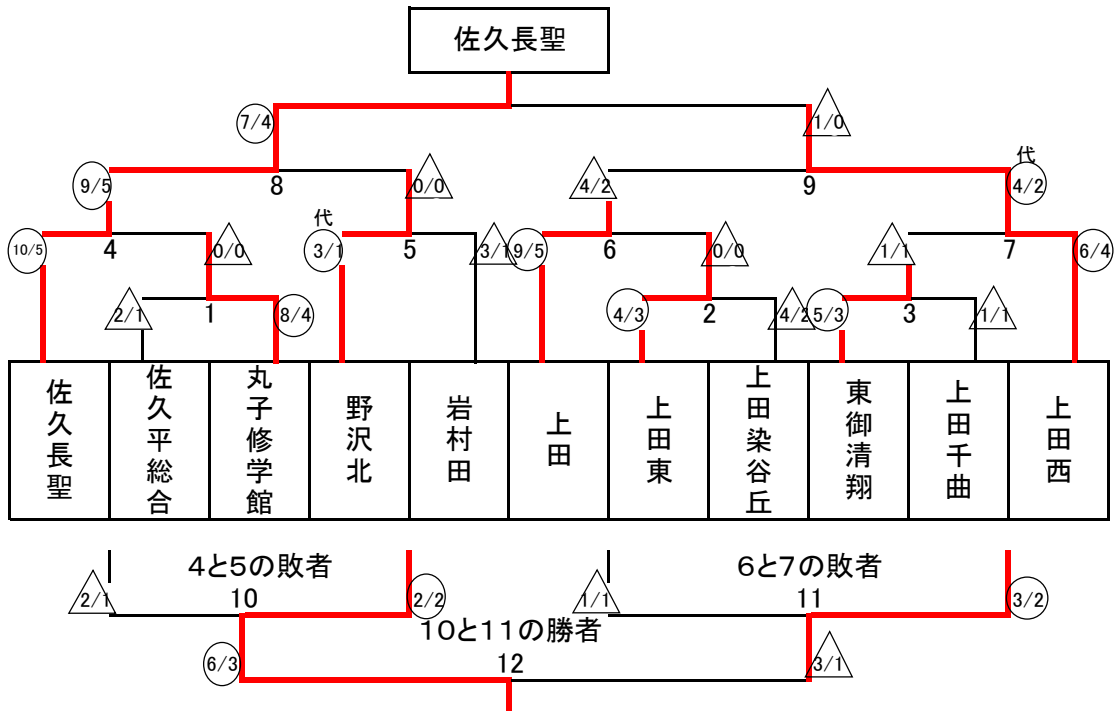 佐久長聖
7/4
1/0
代
9/5
8
0/0
4/2
9
4/2
代
10/5
4
0/0
3/1
5
3/1
9/5
6
0/0
1/1
7
6/4
2/1
1
8/4
4/3
2
4/2
5/3
3
1/1
佐久長聖
佐久平総合
丸子修学館
野沢北
岩村田
上田
上田東
上田染谷丘
東御清翔
上田千曲
上田西
4と5の敗者
6と7の敗者
2/1
10
2/2
1/1
11
3/2
10と11の勝者
6/3
12
3/1